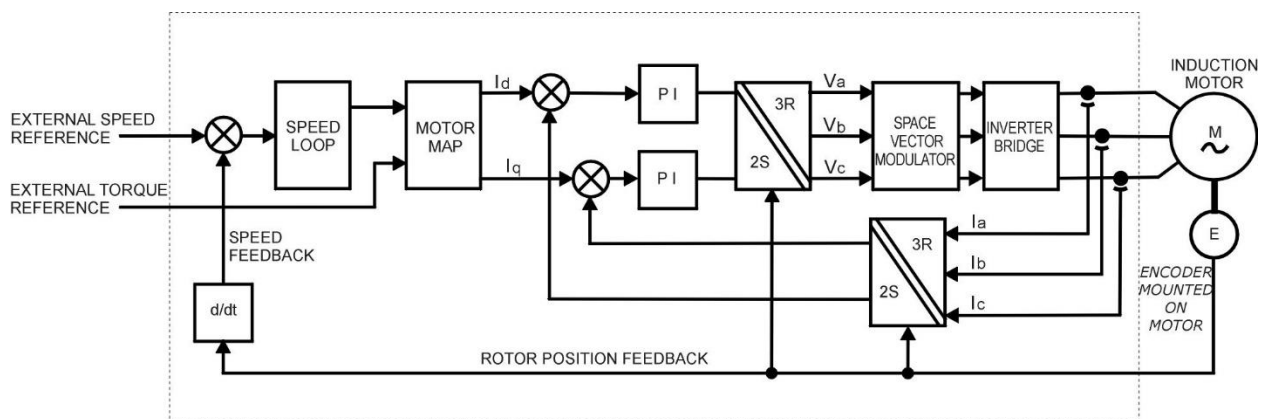 EXTERNAL SPEED
REFERENCE
EXTERNAL TORQUE
REFERENCE
SPEED
LOOP
MOTOR
MAP
Id
Iq
P I
P I
3R
2S
Va
Vb
Vc
SPACE
VECTOR
MODULATOR
INVERTER
BRIDGE
INDUCTION
MOTOR
M
E
ENCODER
MOUNTED
ON
MOTOR
3R
2S
Ia
Ib
Ic
SPEED
FEEDBACK
d/dt
ROTOR POSITION FEEDBACK